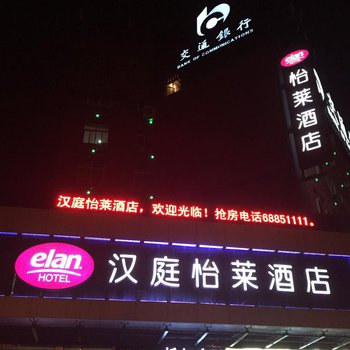 交通銀行
BANK OF COMMUNICATIONS
elan
怡莱酒店
汉庭怡莱酒店，欢迎光临！抢房电话68851111。
elan
HOTEL
汉庭怡莱酒店